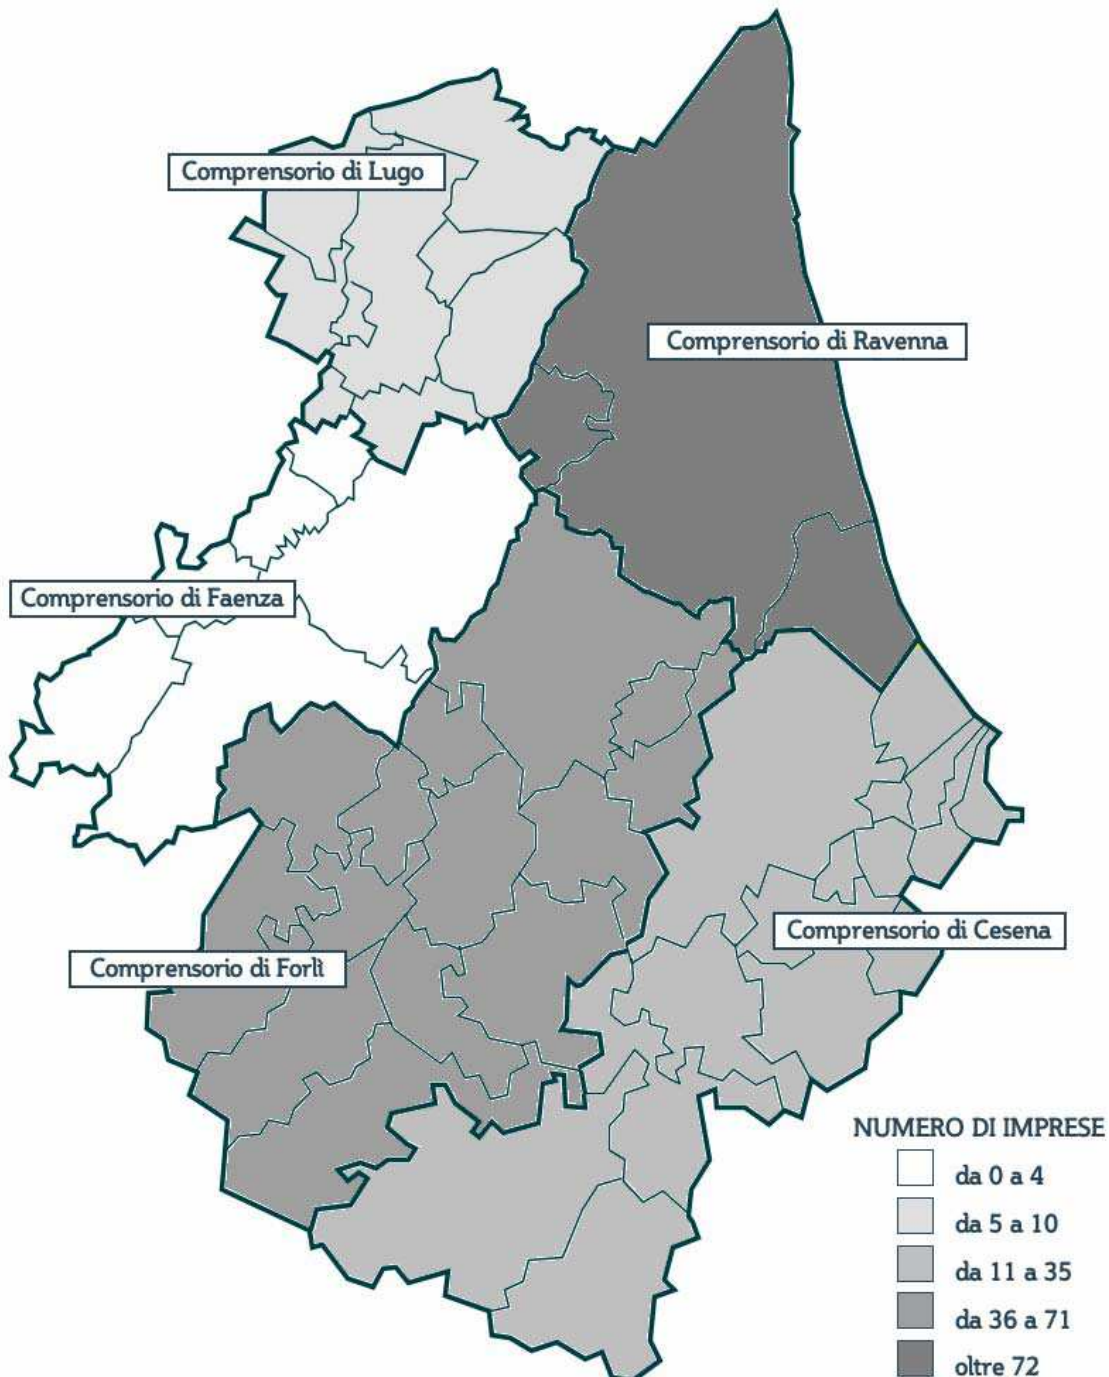 Comprensorio di Lugo
Comprensorio di Ravenna
Comprensorio di Faenza
Comprensorio di Cesena
Comprensorio di Forlì
NUMERO DI IMPRESE
da 0 a 4
da 5 a 10
da 11 a 35
da 36 a 71
oltre 72